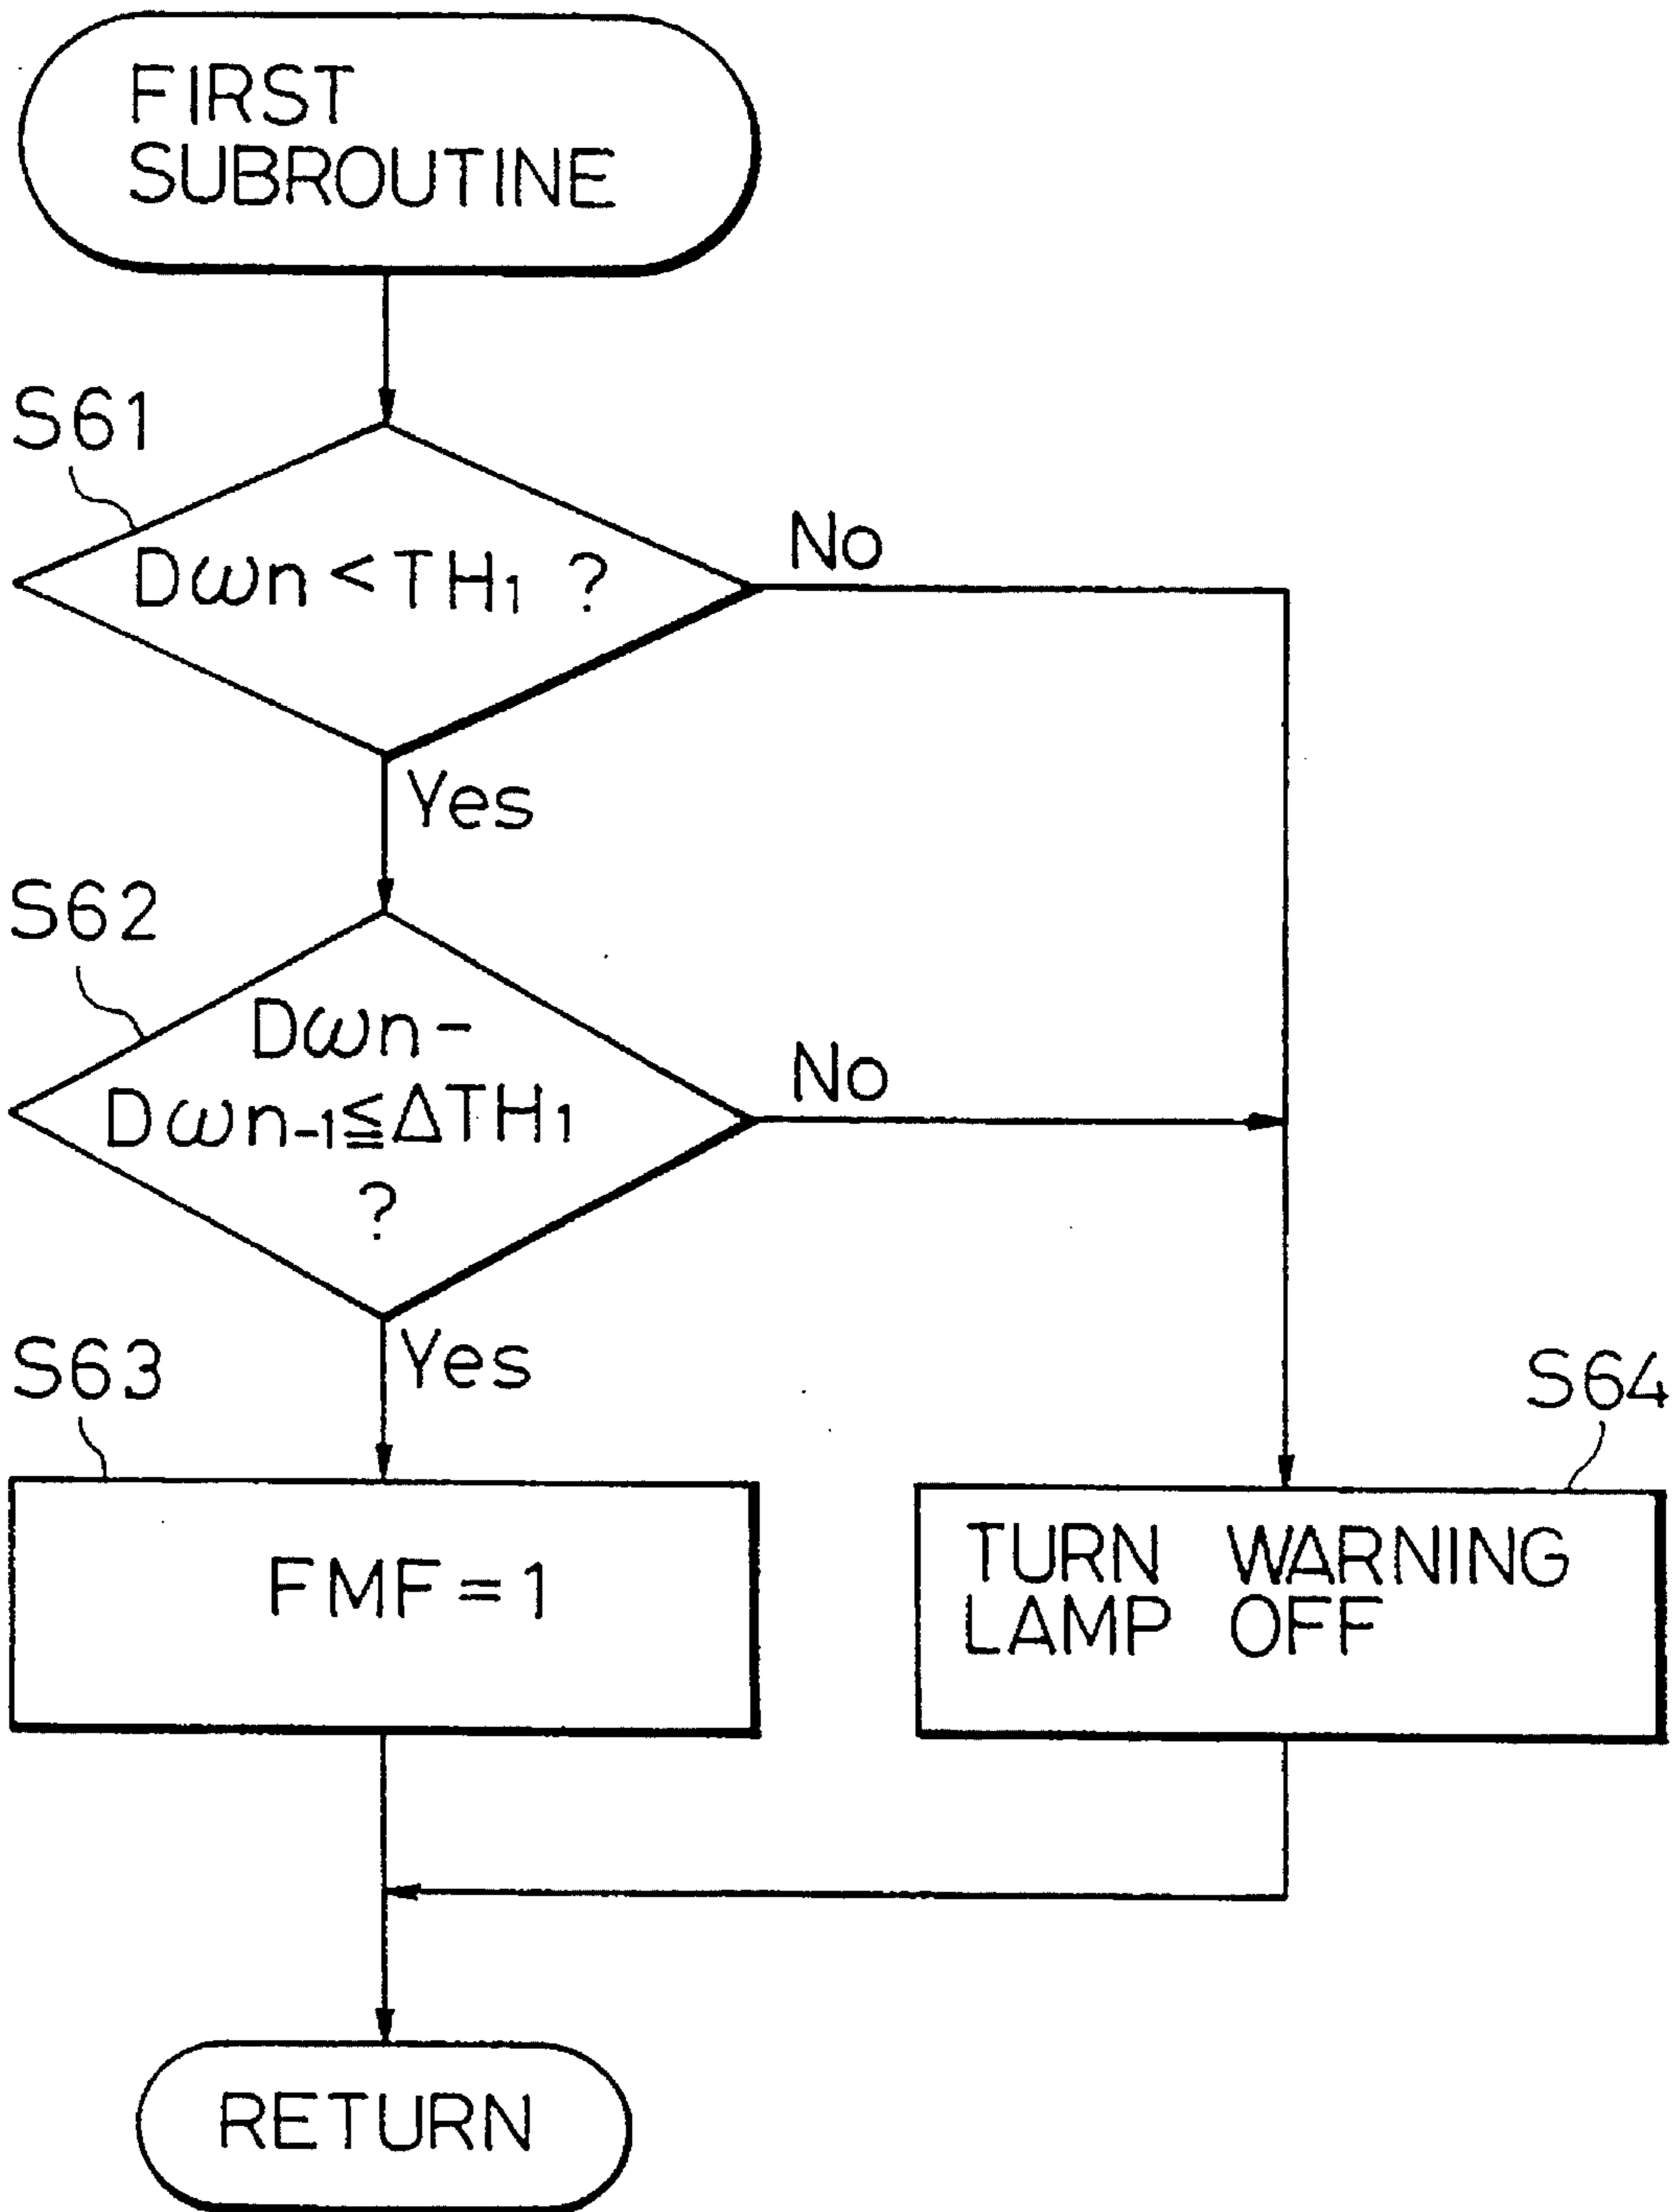 FIRST
SUBROUTINE
S61
Dωn < TH₁ ?
No
Yes
S62
Dωn -
Dωn₋₁ ≦ ΔTH₁
?
No
Yes
S63
FMF = 1
S64
TURN WARNING
LAMP OFF
RETURN